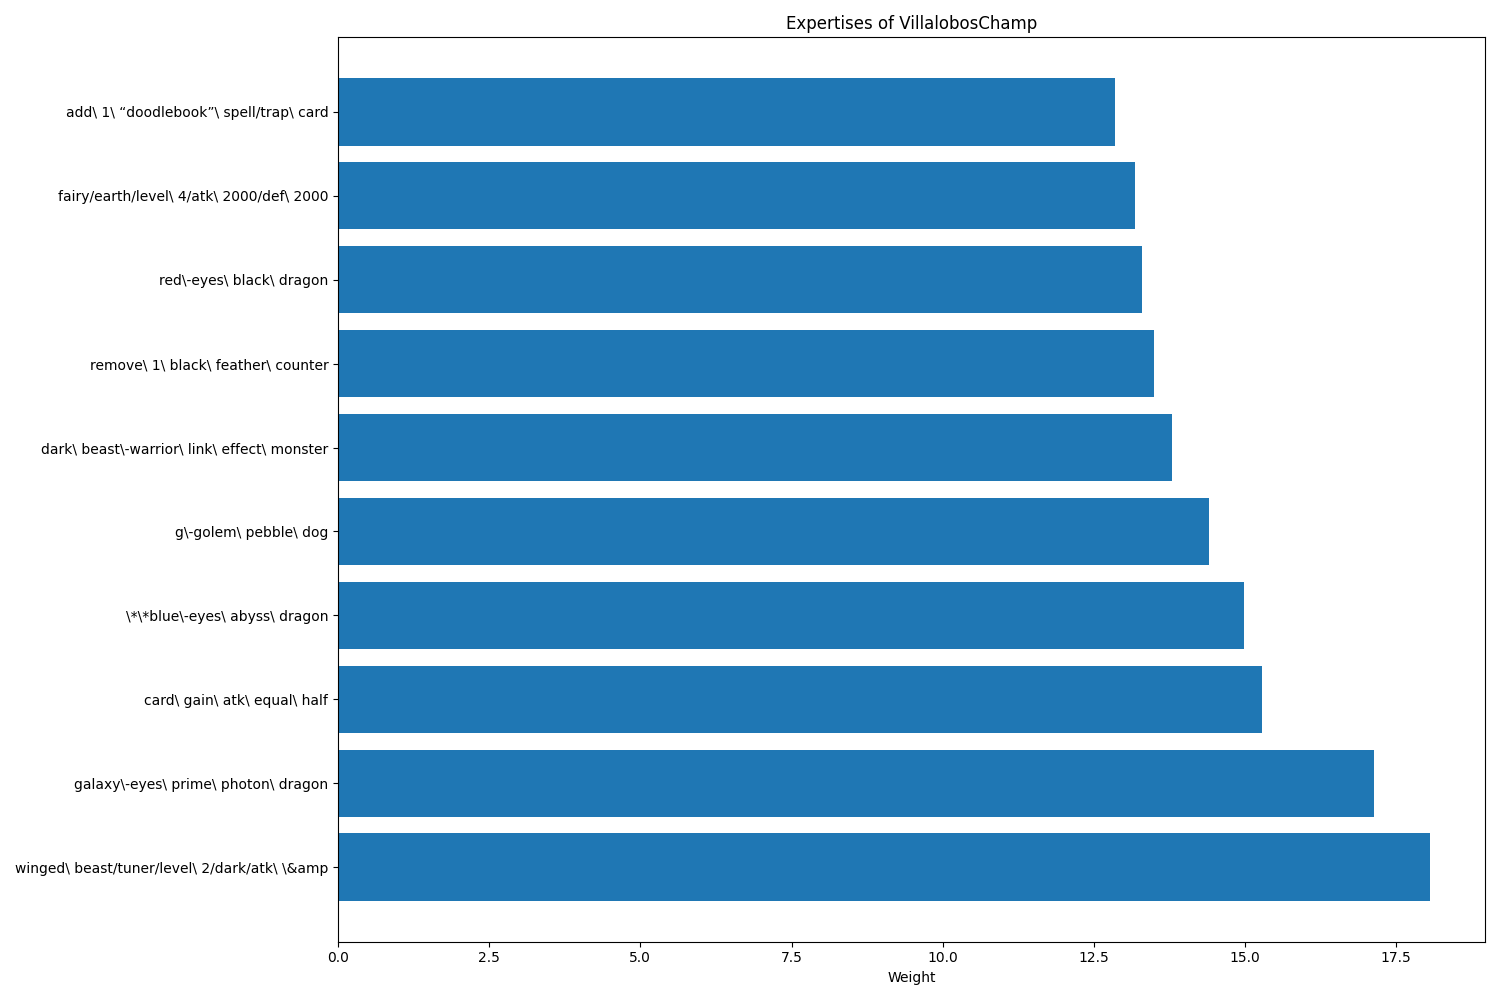 Expertises of VillalobosChamp
add\ 1\ “doodlebook”\ spell/trap\ card
fairy/earth/level\ 4/atk\ 2000/def\ 2000
red\-eyes\ black\ dragon
remove\ 1\ black\ feather\ counter
dark\ beast\-warrior\ link\ effect\ monster
g\-golem\ pebble\ dog
\*\*blue\-eyes\ abyss\ dragon
card\ gain\ atk\ equal\ half
galaxy\-eyes\ prime\ photon\ dragon
winged\ beast/tuner/level\ 2/dark/atk\ \&amp
0.0 2.5 5.0 7.5 10.0 12.5 15.0 17.5
Weight